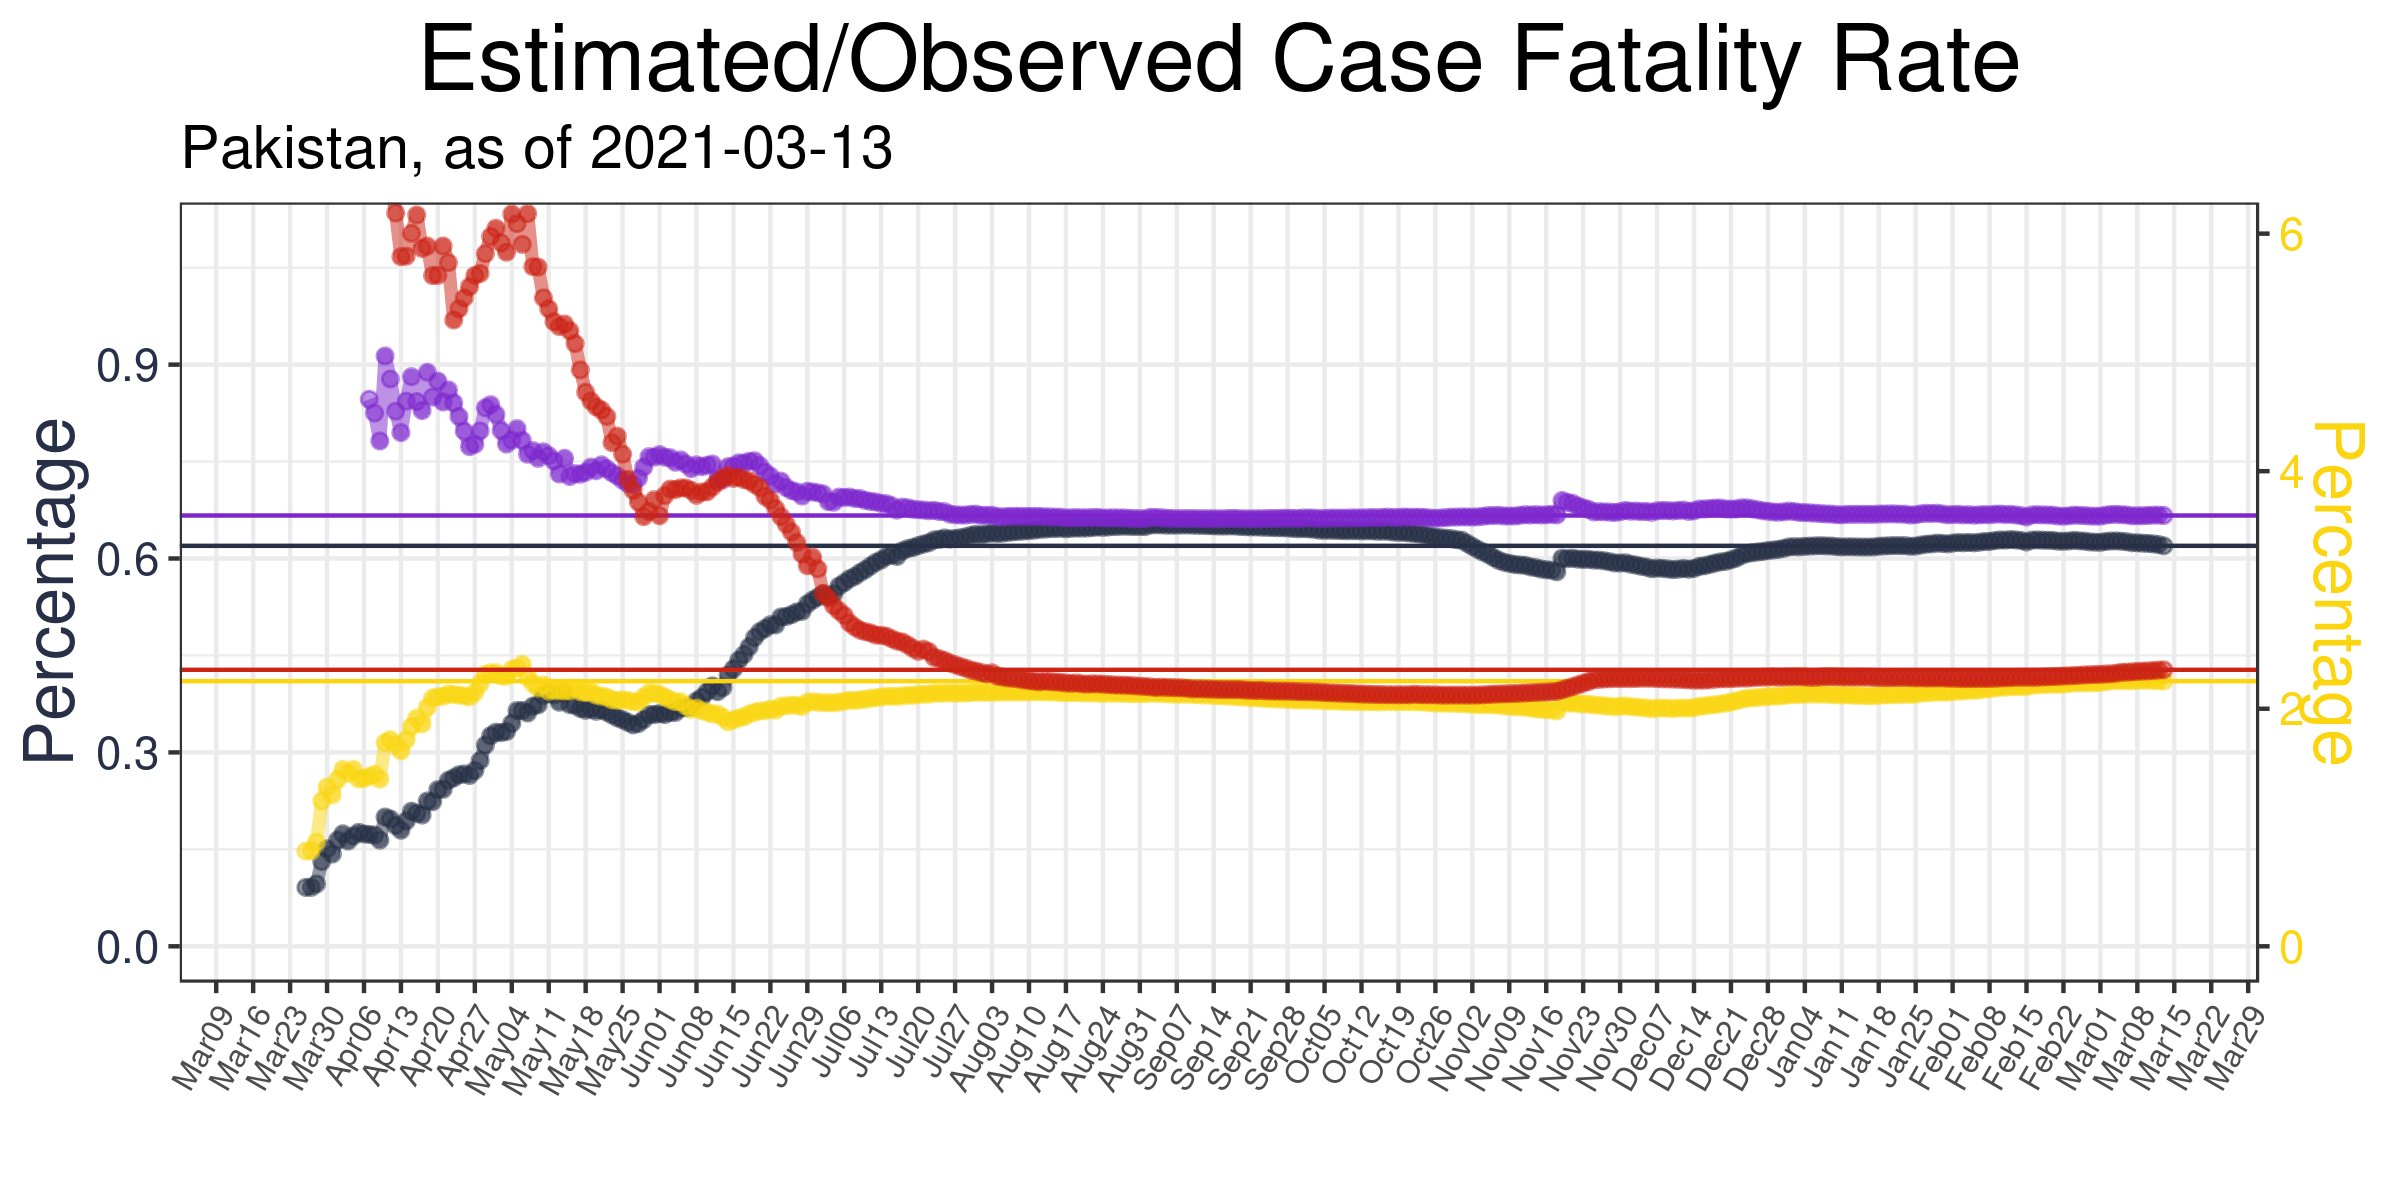 Estimated/Observed Case Fatality Rate
Pakistan, as of 2021-03-13
Percentage
0.9
0.6
0.3
0.0
6
4
2
0
Percentage
Mar09
Mar16
Mar23
Mar30
Apr06
Apr13
Apr20
Apr27
May04
May11
May18
May25
Jun01
Jun08
Jun15
Jun22
Jun29
Jul06
Jul13
Jul20
Jul27
Aug03
Aug10
Aug17
Aug24
Aug31
Sep07
Sep14
Sep21
Sep28
Oct05
Oct12
Oct19
Oct26
Nov02
Nov09
Nov16
Nov23
Nov30
Dec07
Dec14
Dec21
Dec28
Jan04
Jan11
Jan18
Jan25
Feb01
Feb08
Feb15
Feb22
Mar01
Mar08
Mar15
Mar22
Mar29